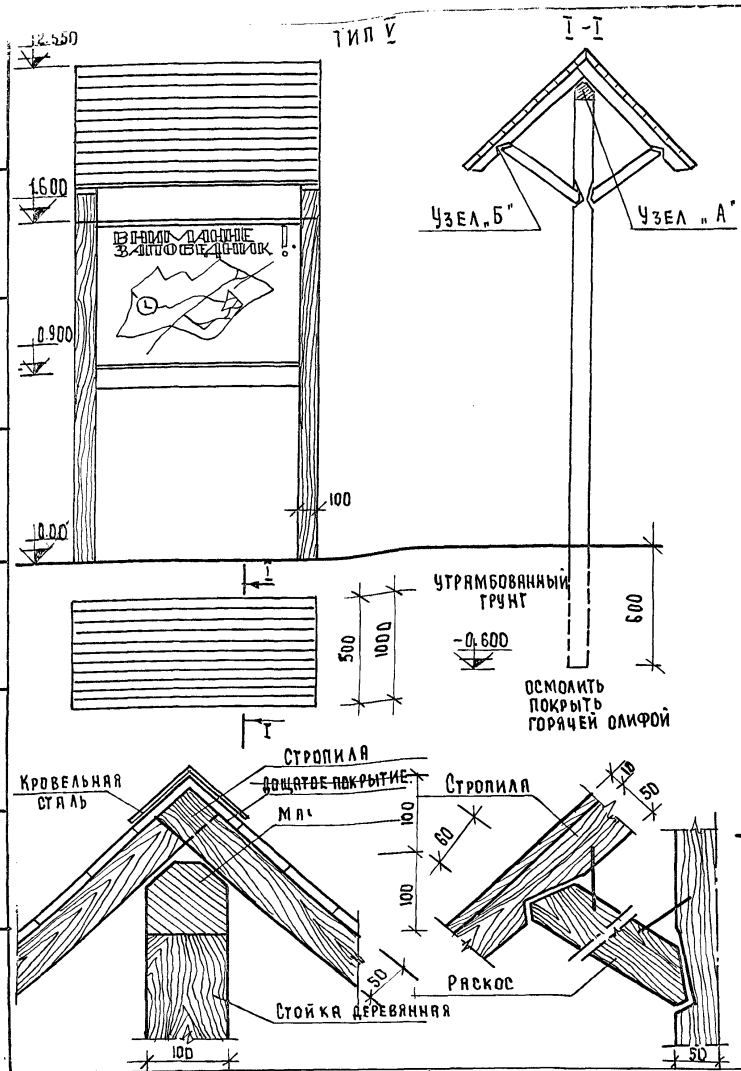 2.550
ТИП V
I-I
1.600
УЗЕЛ „Б"
УЗЕЛ „А"
ВНИМАНИЕ !
ЗАПОВЕДНИК
0.900
100
0.00
I
УТРАМБОВАННЫЙ
ГРУНТ
600
500
1000
-0.600
ОСМОЛИТЬ
ПОКРЫТЬ
ГОРЯЧЕЙ ОЛИФОЙ
I
СТРОПИЛА
КРОВЕЛЬНАЯ
СТАЛЬ
ДОЩАТОЕ ПОКРЫТИЕ
100
СТРОПИЛА
50
60
100
50
РАСКОС
СТОЙКА ДЕРЕВЯННАЯ
100
50